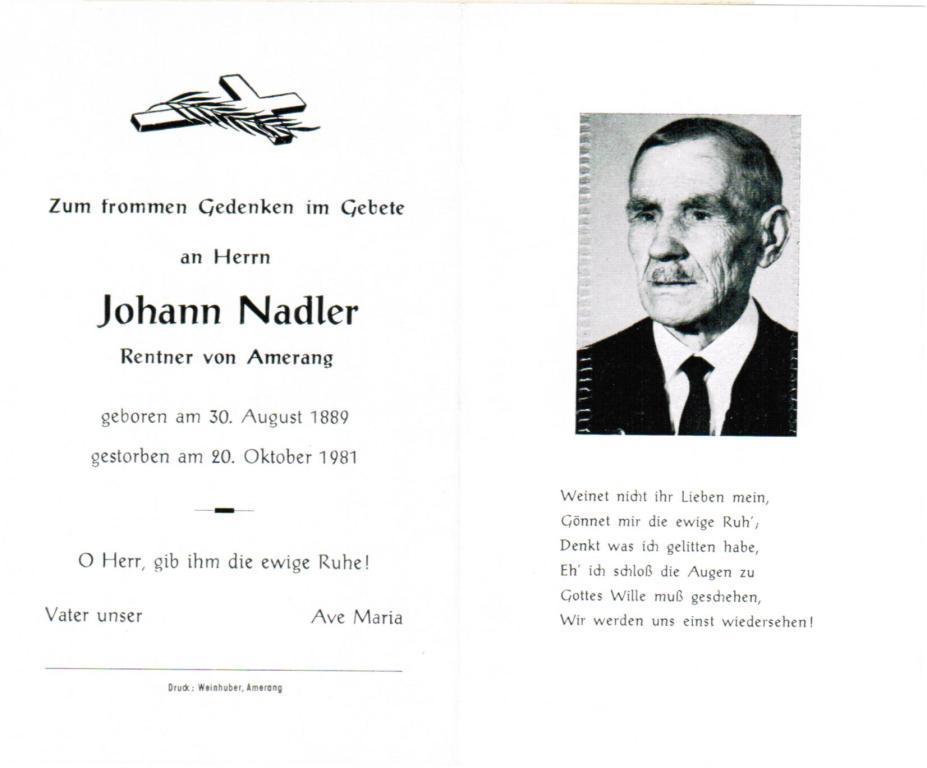 Zum frommen Gedenken im Gebete
an Herrn
Johann Nadler
Rentner von Amerang
geboren am 30. August 1889
gestorben am 20. Oktober 1981
O Herr, gib ihm die ewige Ruhe!
Vater unser Ave Maria
Druck: Weinhuber, Amerang
Weinet nicht ihr Lieben mein,
Gönnet mir die ewige Ruh',
Denkt was ich gelitten habe,
Eh' ich schloß die Augen zu
Gottes Wille muß geschehen,
Wir werden uns einst wiedersehen!